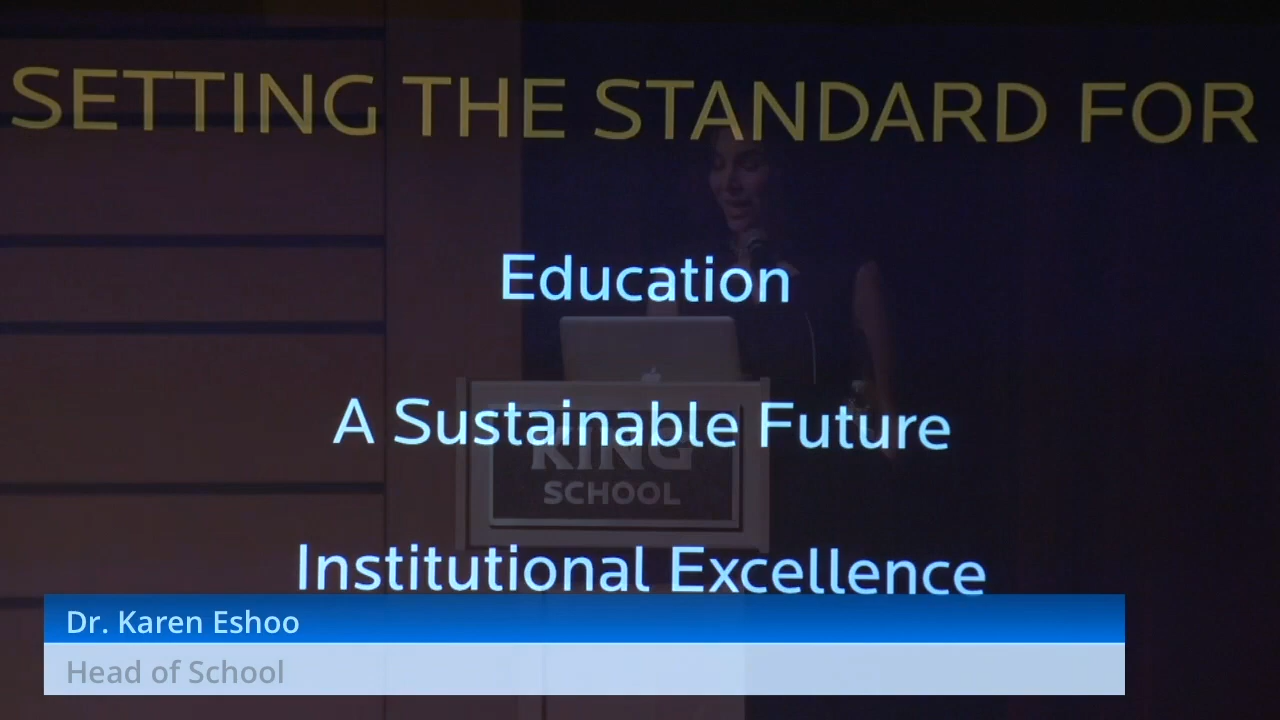 SETTING THE STANDARD FOR
Education
A Sustainable Future
KING
SCHOOL
Institutional Excellence
Dr. Karen Eshoo
Head of School